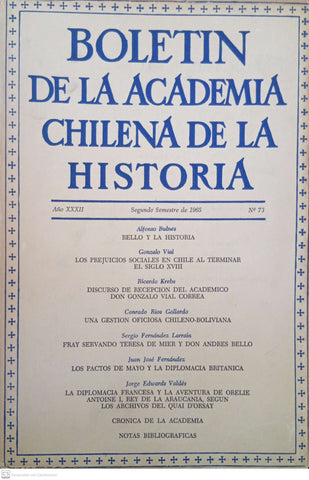 BOLETIN
DE LA ACADEMIA
CHILENA DE LA
HISTORIA
Año XXXII Segundo Semestre de 1965 Nº 73
Alfonso Bulnes
BELLO Y LA HISTORIA
Gonzalo Vial
LOS PREJUICIOS SOCIALES EN CHILE AL TERMINAR
EL SIGLO XVIII
Ricardo Krebs
DISCURSO DE RECEPCION DEL ACADEMICO
DON GONZALO VIAL CORREA
Conrado Ríos Gallardo
UNA GESTION OFICIOSA CHILENO-BOLIVIANA
Sergio Fernández Larraín
FRAY SERVANDO TERESA DE MIER Y DON ANDRES BELLO
Juan José Fernández
LOS PACTOS DE MAYO Y LA DIPLOMACIA BRITANICA
Jorge Edwards Valdés
LA DIPLOMACIA FRANCESA Y LA AVENTURA DE ORELIE
ANTOINE I, REY DE LA ARAUCANIA, SEGUN
LOS ARCHIVOS DEL QUAI D'ORSAY
CRONICA DE LA ACADEMIA
NOTAS BIBLIOGRAFICAS
CS